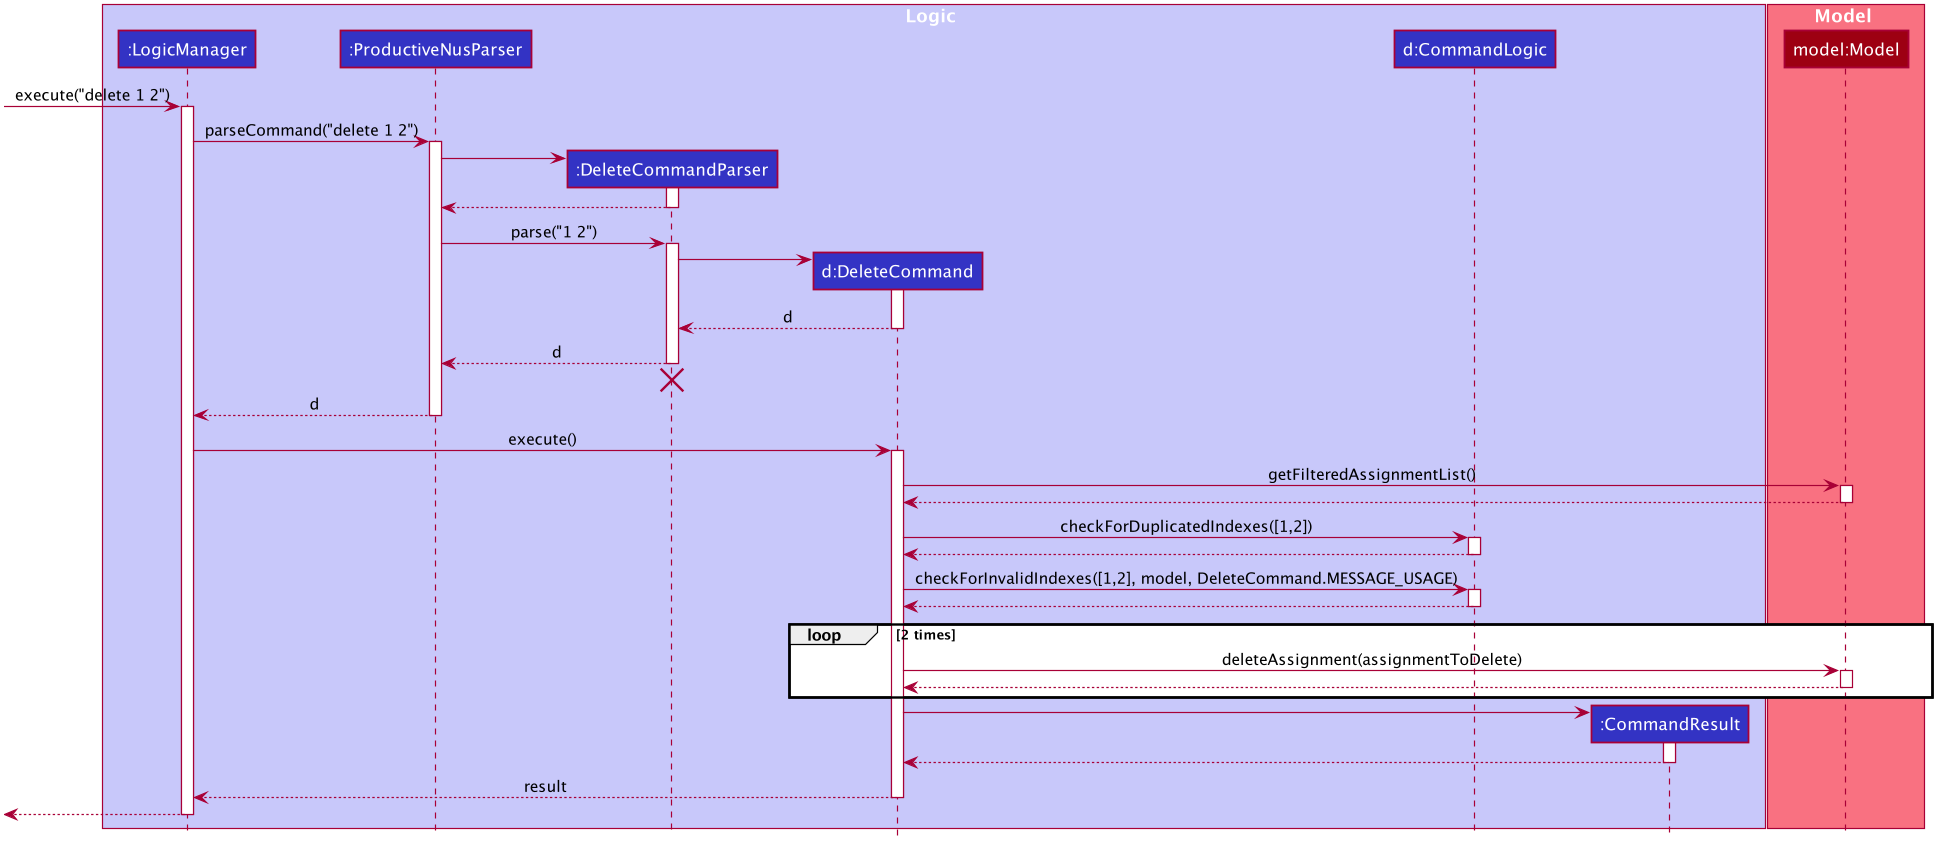 Logic
Model
:LogicManager
:ProductiveNusParser
d:CommandLogic
model:Model
execute("delete 1 2")
parseCommand("delete 1 2")
:DeleteCommandParser
parse("1 2")
d:DeleteCommand
d
d
d
execute()
getFilteredAssignmentList()
checkForDuplicatedIndexes([1,2])
checkForInvalidIndexes([1,2], model, DeleteCommand.MESSAGE_USAGE)
loop
[2 times]
deleteAssignment(assignmentToDelete)
:CommandResult
result